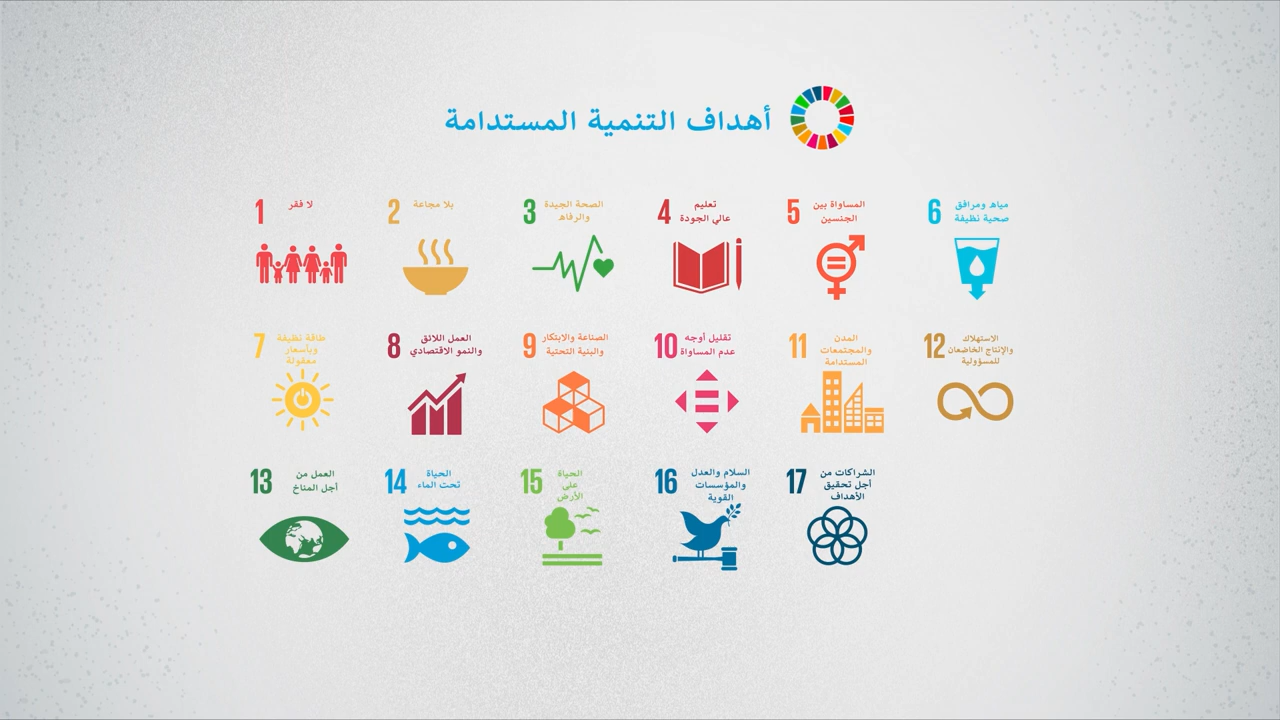 أهداف التنمية المستدامة
1
لا فقر
2
بلا مجاعة
3
الصحة الجيدة
والرفاه
4
تعليم
عالي الجودة
5
المساواة بين
الجنسين
6
مياه ومرافق
صحية نظيفة
7
طاقة نظيفة
وبأسعار
معقولة
8
العمل اللائق
والنمو الاقتصادي
9
الصناعة والابتكار
والبنية التحتية
10
تقليل أوجه
عدم المساواة
11
المدن
والمجتمعات
المستدامة
12
الاستهلاك
والإنتاج الخاضعان
للمسؤولية
13
العمل من
أجل المناخ
14
الحياة
تحت الماء
15
الحياة
على
الأرض
16
السلام والعدل
والمؤسسات
القوية
17
الشراكات من
أجل تحقيق
الأهداف